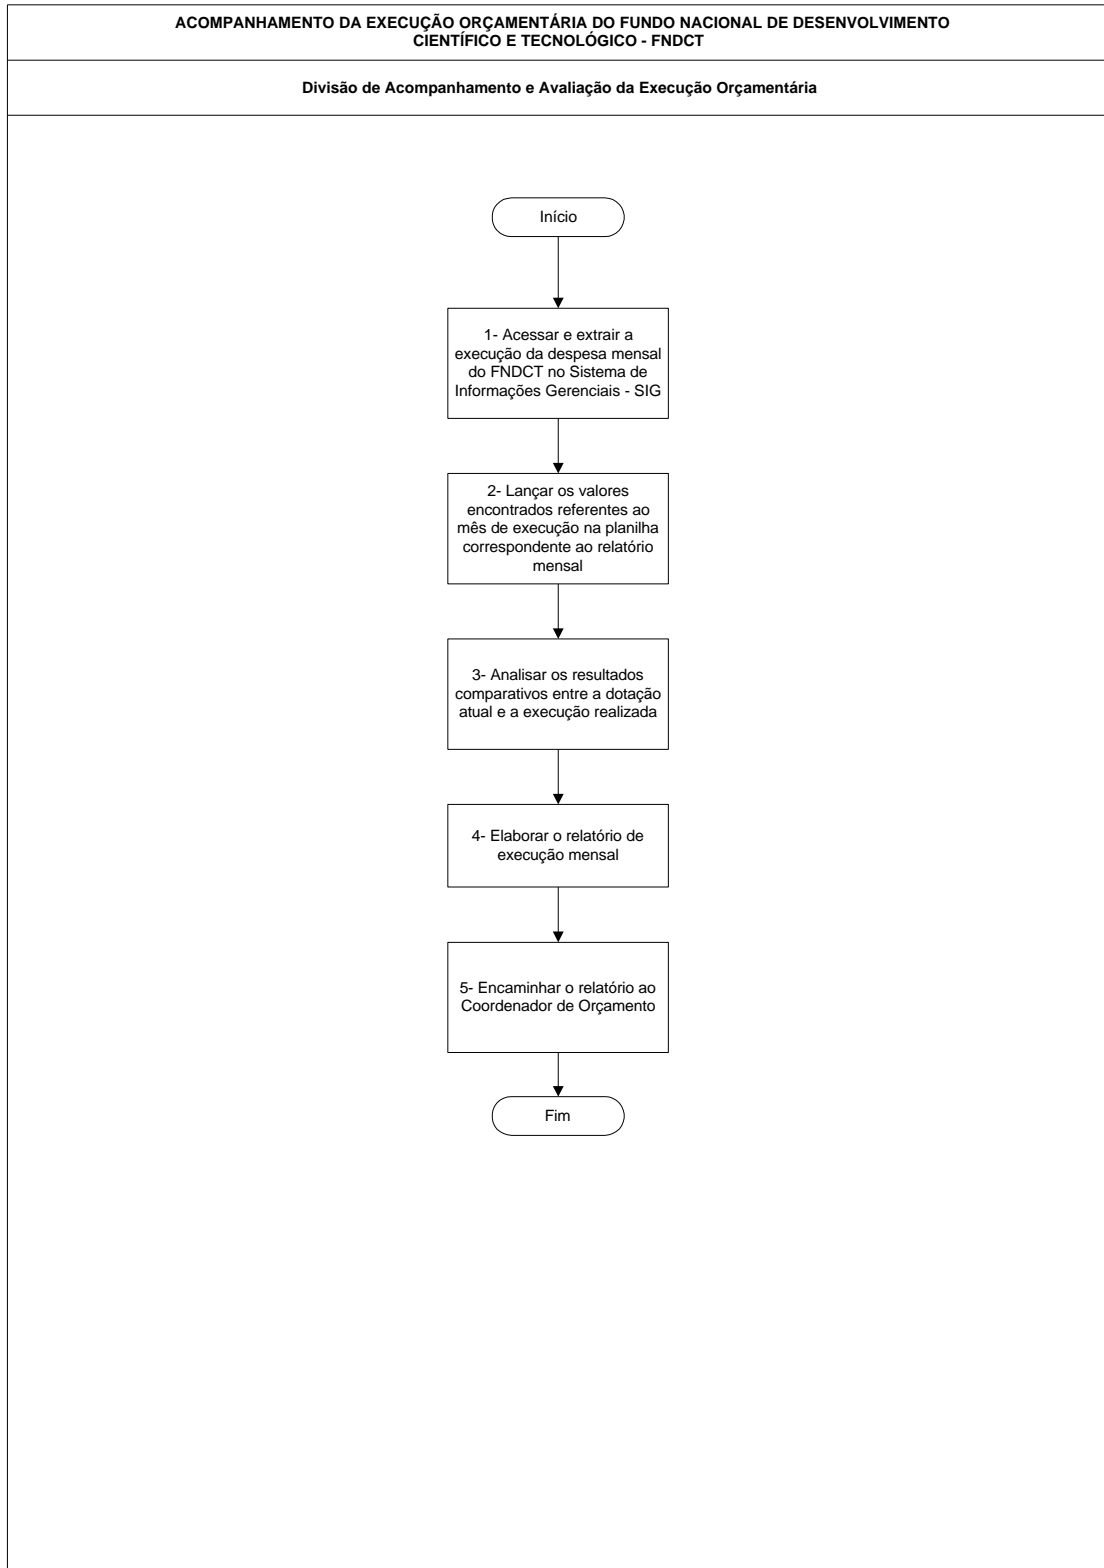 ACOMPANHAMENTO DA EXECUÇÃO ORÇAMENTÁRIA DO FUNDO NACIONAL DE DESENVOLVIMENTO
CIENTÍFICO E TECNOLÓGICO - FNDCT
Divisão de Acompanhamento e Avaliação da Execução Orçamentária
Início
1- Acessar e extrair a
execução da despesa mensal
do FNDCT no Sistema de
Informações Gerenciais - SIG
2- Lançar os valores
encontrados referentes ao
mês de execução na planilha
correspondente ao relatório
mensal
3- Analisar os resultados
comparativos entre a dotação
atual e a execução realizada
4- Elaborar o relatório de
execução mensal
5- Encaminhar o relatório ao
Coordenador de Orçamento
Fim